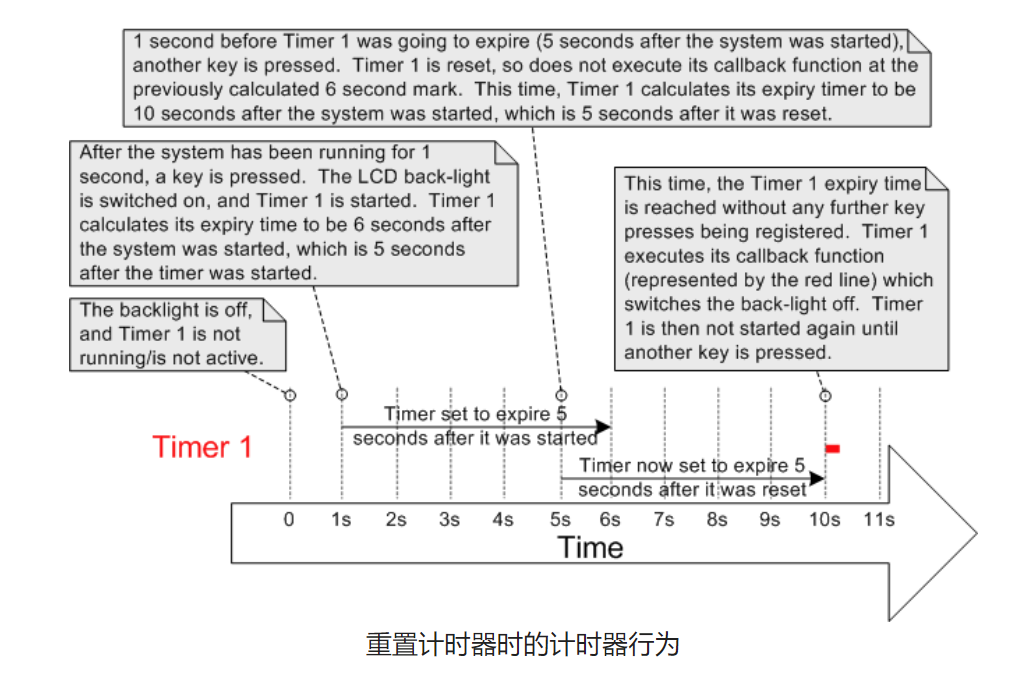 1 second before Timer 1 was going to expire (5 seconds after the system was started),
another key is pressed.  Timer 1 is reset, so does not execute its callback function at the
previously calculated 6 second mark.  This time, Timer 1 calculates its expiry timer to be
10 seconds after the system was started, which is 5 seconds after it was reset.
After the system has been running for 1
second, a key is pressed.  The LCD back-light
is switched on, and Timer 1 is started.  Timer 1
calculates its expiry time to be 6 seconds after
the system was started, which is 5 seconds
after the timer was started.
This time, the Timer 1 expiry time
is reached without any further key
presses being registered.  Timer 1
executes its callback function
(represented by the red line) which
switches the back-light off.  Timer
1 is then not started again until
another key is pressed.
The backlight is off,
and Timer 1 is not
running/is not active.
Timer set to expire 5
seconds after it was started
Timer 1
Timer now set to expire 5
seconds after it was reset
0 1s 2s 3s 4s 5s 6s 7s 8s 9s 10s 11s
Time
重置计时器时的计时器行为